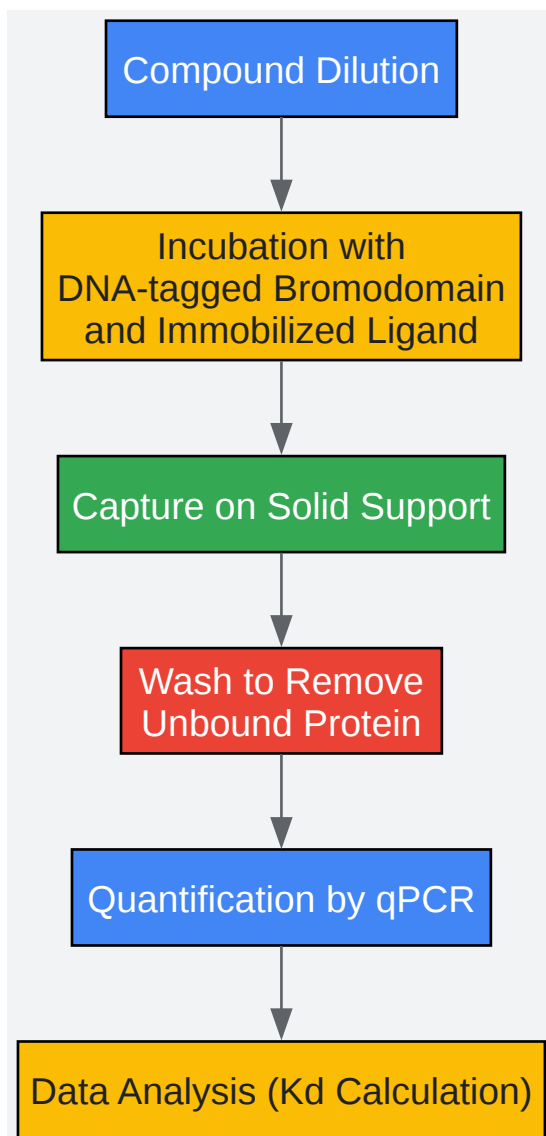 Compound Dilution
Incubation with
DNA-tagged Bromodomain
and Immobilized Ligand
Capture on Solid Support
Wash to Remove
Unbound Protein
Quantification by qPCR
Data Analysis (Kd Calculation)